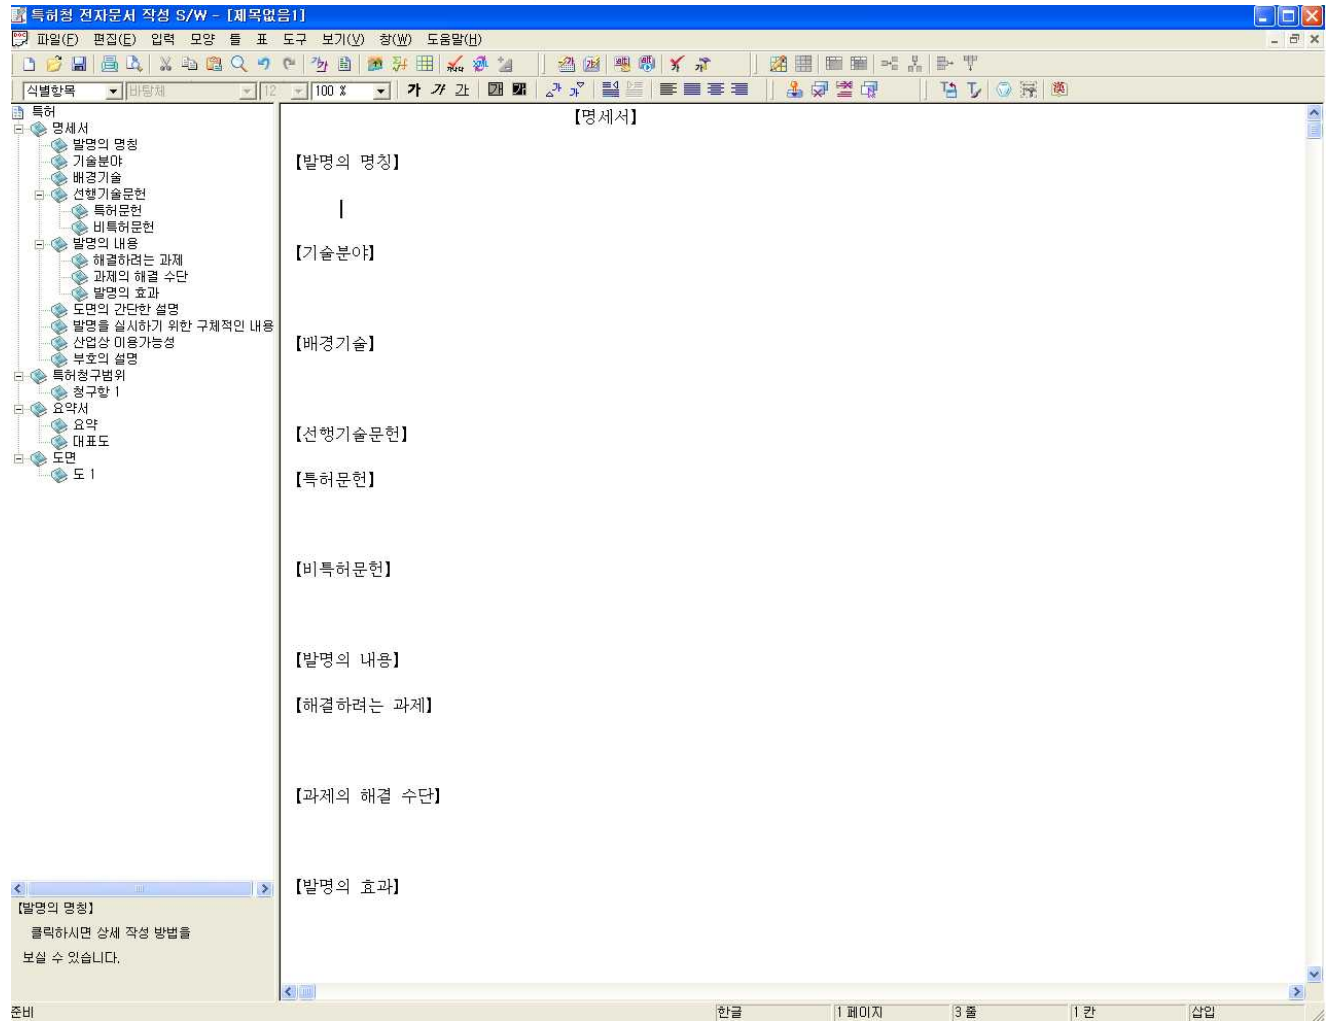 특허청 전자문서 작성 S/W - [제목없음1]
파일(F) 편집(E) 입력 모양 틀 표 도구 보기(V) 창(W) 도움말(H)
식별항목 바탕체 12 100 % 가 가 가
특허
명세서
발명의 명칭
기술분야
배경기술
선행기술문헌
특허문헌
비특허문헌
발명의 내용
해결하려는 과제
과제의 해결 수단
발명의 효과
도면의 간단한 설명
발명을 실시하기 위한 구체적인 내용
산업상 이용가능성
부호의 설명
특허청구범위
청구항 1
요약서
요약
대표도
도면
도 1
【발명의 명칭】
클릭하시면 상세 작성 방법을
보실 수 있습니다.
【명세서】
【발명의 명칭】
【기술분야】
【배경기술】
【선행기술문헌】
【특허문헌】
【비특허문헌】
【발명의 내용】
【해결하려는 과제】
【과제의 해결 수단】
【발명의 효과】
준비 한글 1 페이지 3 줄 1 칸 삽입